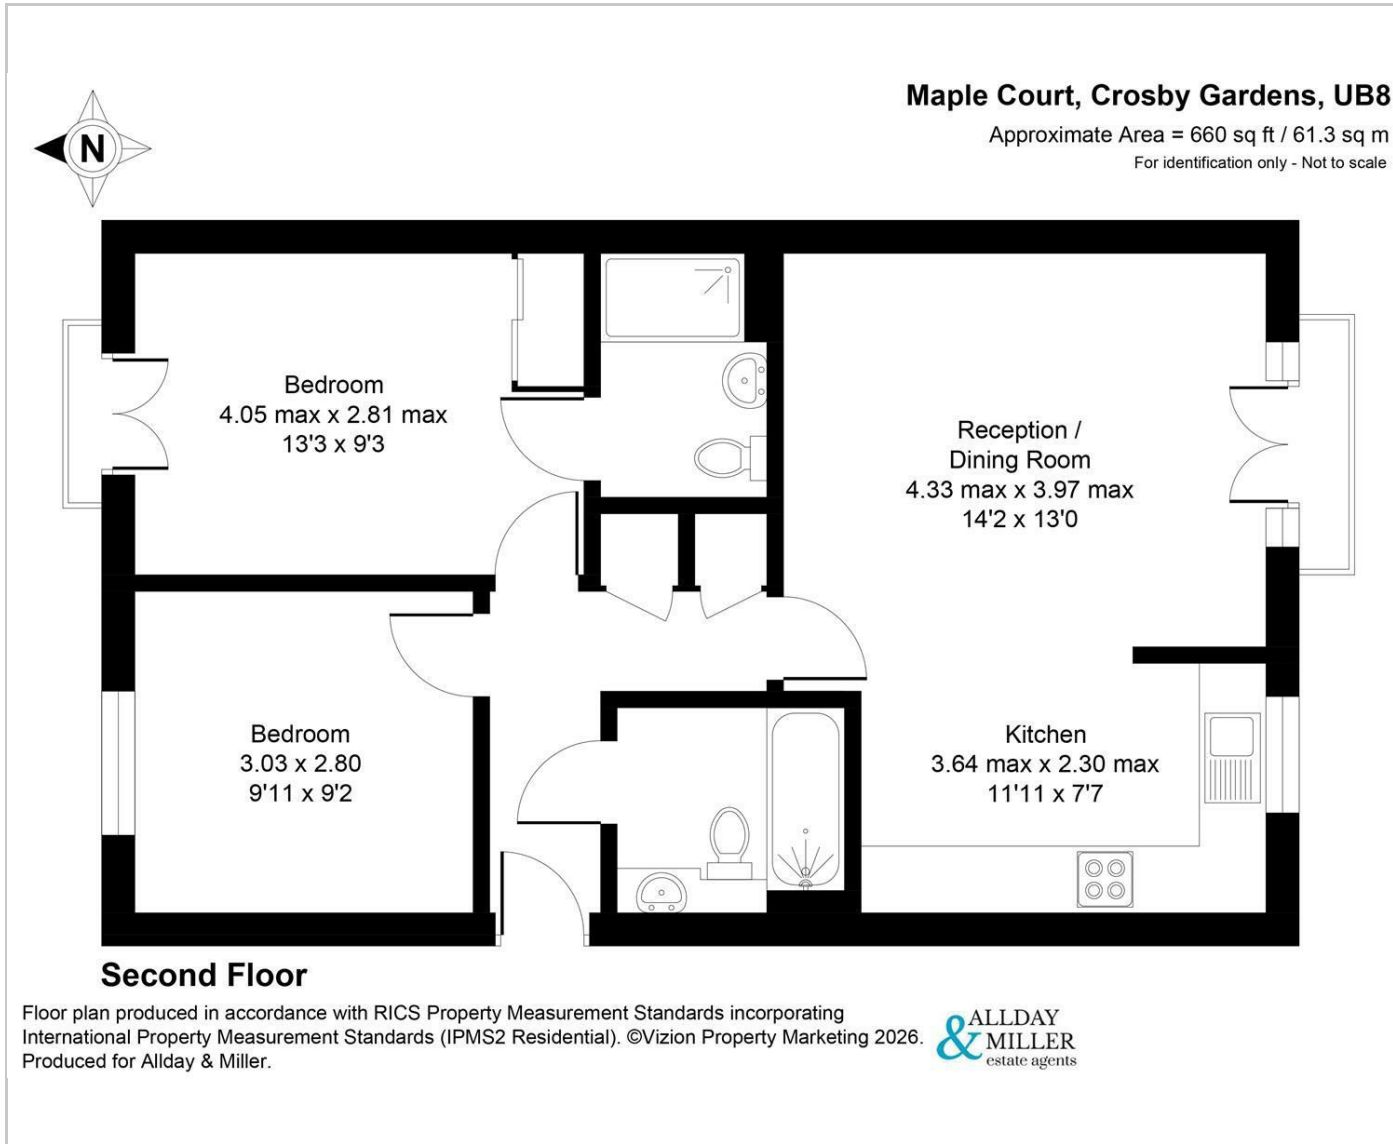 Maple Court, Crosby Gardens, UB8
Approximate Area = 660 sq ft / 61.3 sq m
For identification only - Not to scale
N
Bedroom
4.05 max x 2.81 max
13'3 x 9'3
Reception /
Dining Room
4.33 max x 3.97 max
14'2 x 13'0
Bedroom
3.03 x 2.80
9'11 x 9'2
Kitchen
3.64 max x 2.30 max
11'11 x 7'7
Second Floor
Floor plan produced in accordance with RICS Property Measurement Standards incorporating
International Property Measurement Standards (IPMS2 Residential). ©Vizion Property Marketing 2026.
Produced for Allday & Miller.
ALLDAY
& MILLER
estate agents